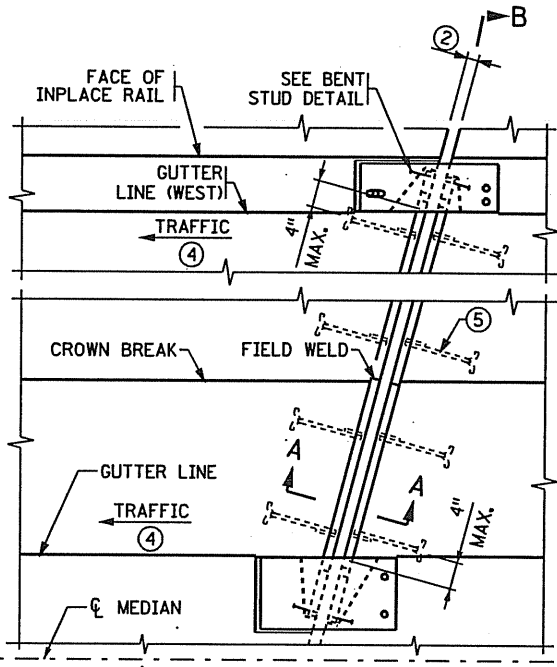 B
②
FACE OF
INPLACE RAIL
SEE BENT
STUD DETAIL
GUTTER
LINE (WEST)
4"
MAX.
TRAFFIC
④
⑤
CROWN BREAK
FIELD WELD
A
A
GUTTER LINE
4"
MAX.
TRAFFIC
④
℄ MEDIAN